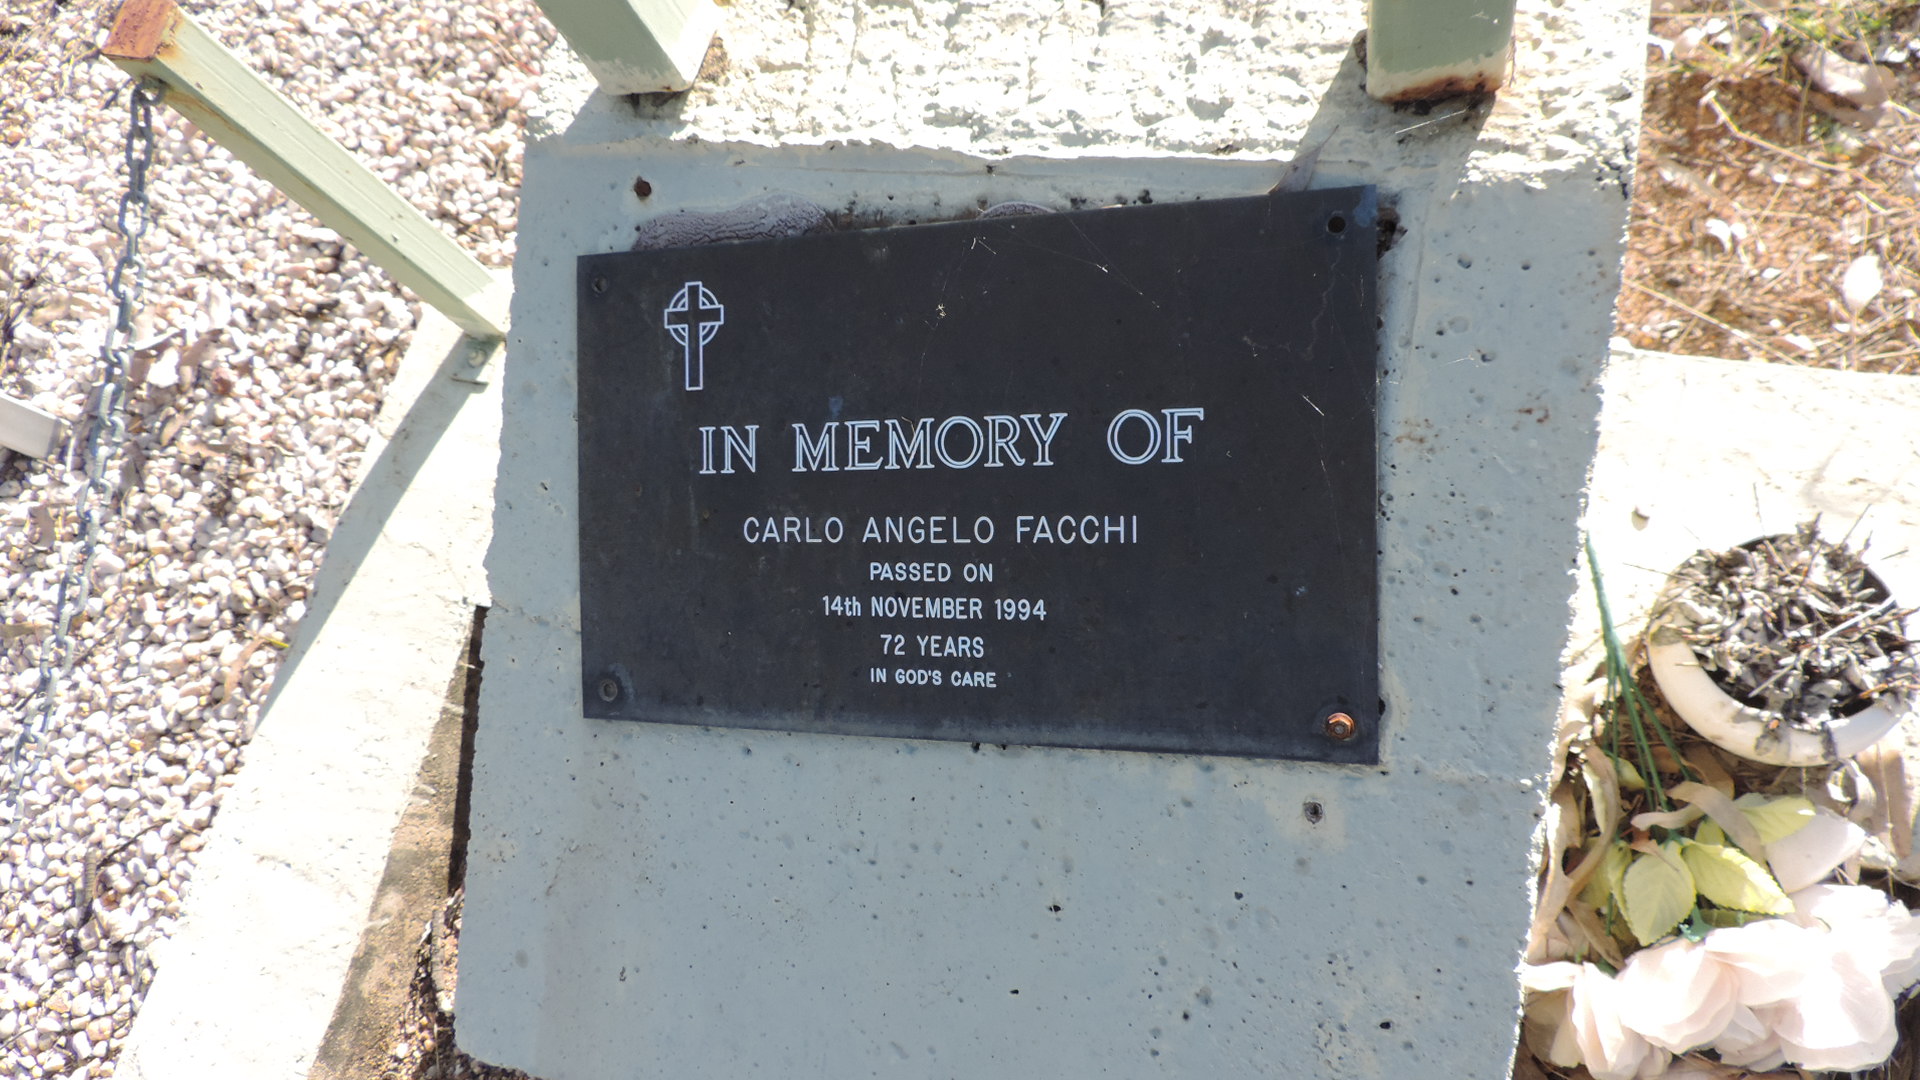 IN MEMORY OF
CARLO ANGELO FACCHI
PASSED ON
14th NOVEMBER 1994
72 YEARS
IN GOD'S CARE